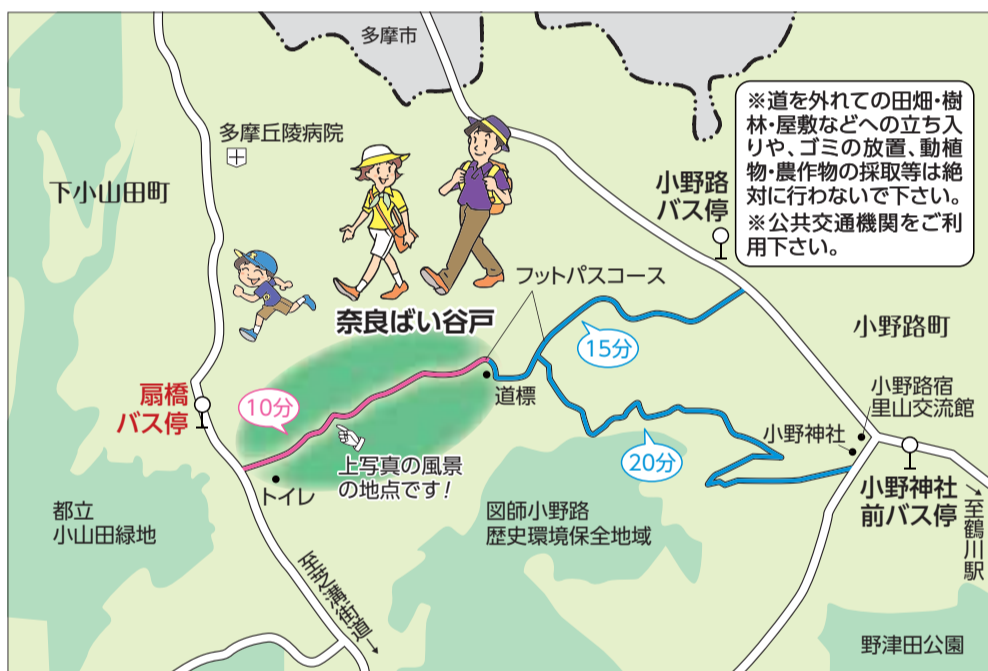 多摩市
多摩丘陵病院
下小山田町
※道を外れての田畑・樹
林・屋敷などへの立ち入
りや、ゴミの放置、動植
物・農作物の採取等は絶
対に行わないで下さい。
※公共交通機関をご利
用下さい。
小野路
バス停
フットパスコース
奈良ばい谷戸
15分
小野路町
扇橋
バス停
10分
道標
小野路宿
里山交流館
小野神社
20分
上写真の風景
の地点です!
トイレ
小野神社
前バス停
都立
小山田緑地
図師小野路
歴史環境保全地域
至芝溝街道→
→至鶴川駅
野津田公園